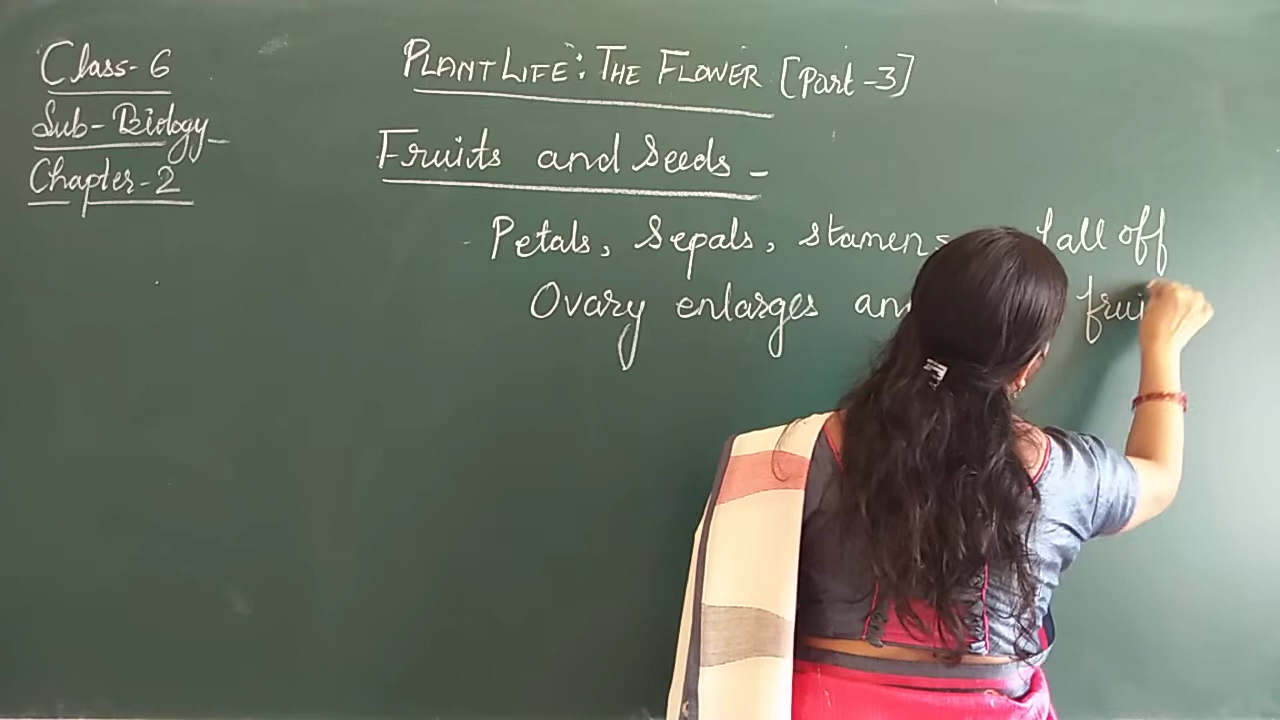 Class-6
Sub-Biology
Chapter-2
PLANT LIFE: THE FLOWER [Part-3]
Fruits and Seeds -
Petals, Sepals, stamens fall off
Ovary enlarges